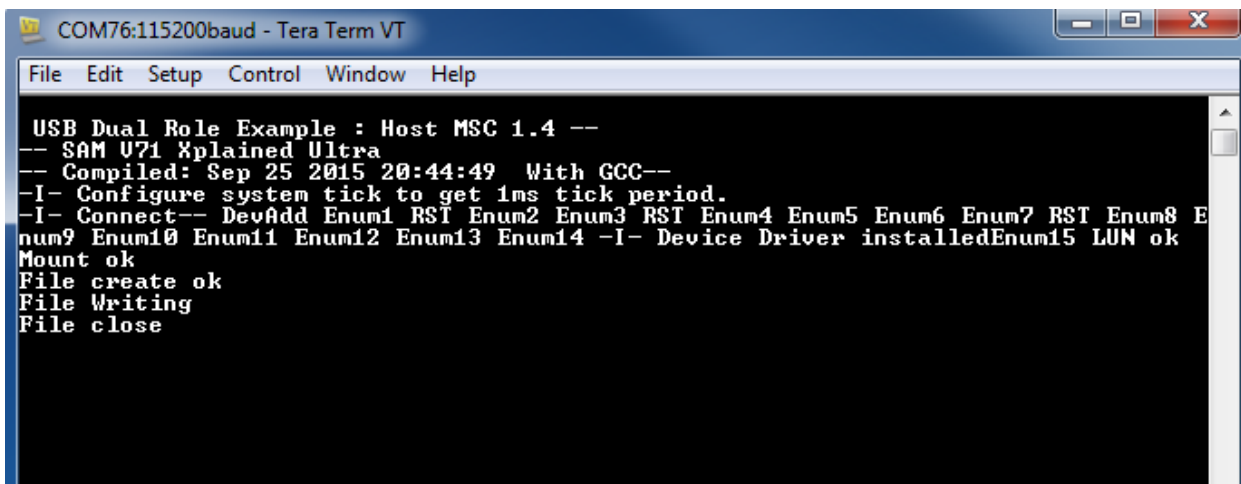 COM76:115200baud - Tera Term VT
File Edit Setup Control Window Help
USB Dual Role Example : Host MSC 1.4 --
-- SAM V71 Xplained Ultra
-- Compiled: Sep 25 2015 20:44:49  With GCC--
-I- Configure system tick to get 1ms tick period.
-I- Connect-- DevAdd Enum1 RST Enum2 Enum3 RST Enum4 Enum5 Enum6 Enum7 RST Enum8 E
num9 Enum10 Enum11 Enum12 Enum13 Enum14 -I- Device Driver installedEnum15 LUN ok
Mount ok
File create ok
File Writing
File close